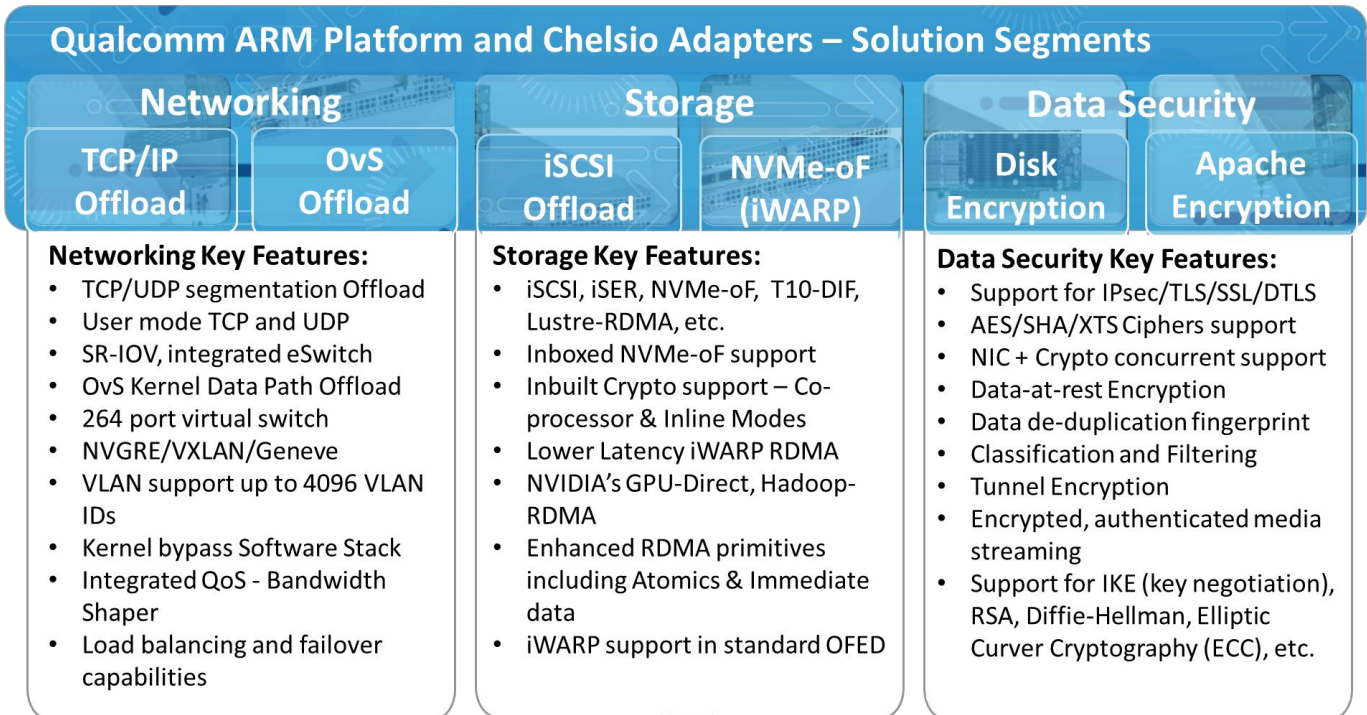 Qualcomm ARM Platform and Chelsio Adapters – Solution Segments
Networking
TCP/IP
Offload
OvS
Offload
Storage
iSCSI
Offload
NVMe-oF
(iWARP)
Data Security
Disk
Encryption
Apache
Encryption
Networking Key Features:
• TCP/UDP segmentation Offload
• User mode TCP and UDP
• SR-IOV, integrated eSwitch
• OvS Kernel Data Path Offload
• 264 port virtual switch
• NVGRE/VXLAN/Geneve
• VLAN support up to 4096 VLAN
IDs
• Kernel bypass Software Stack
• Integrated QoS - Bandwidth
Shaper
• Load balancing and failover
capabilities
Storage Key Features:
• iSCSI, iSER, NVMe-oF, T10-DIF,
Lustre-RDMA, etc.
• Inboxed NVMe-oF support
• Inbuilt Crypto support – Co-
processor & Inline Modes
• Lower Latency iWARP RDMA
• NVIDIA's GPU-Direct, Hadoop-
RDMA
• Enhanced RDMA primitives
including Atomics & Immediate
data
• iWARP support in standard OFED
Data Security Key Features:
• Support for IPsec/TLS/SSL/DTLS
• AES/SHA/XTS Ciphers support
• NIC + Crypto concurrent support
• Data-at-rest Encryption
• Data de-duplication fingerprint
• Classification and Filtering
• Tunnel Encryption
• Encrypted, authenticated media
streaming
• Support for IKE (key negotiation),
RSA, Diffie-Hellman, Elliptic
Curver Cryptography (ECC), etc.